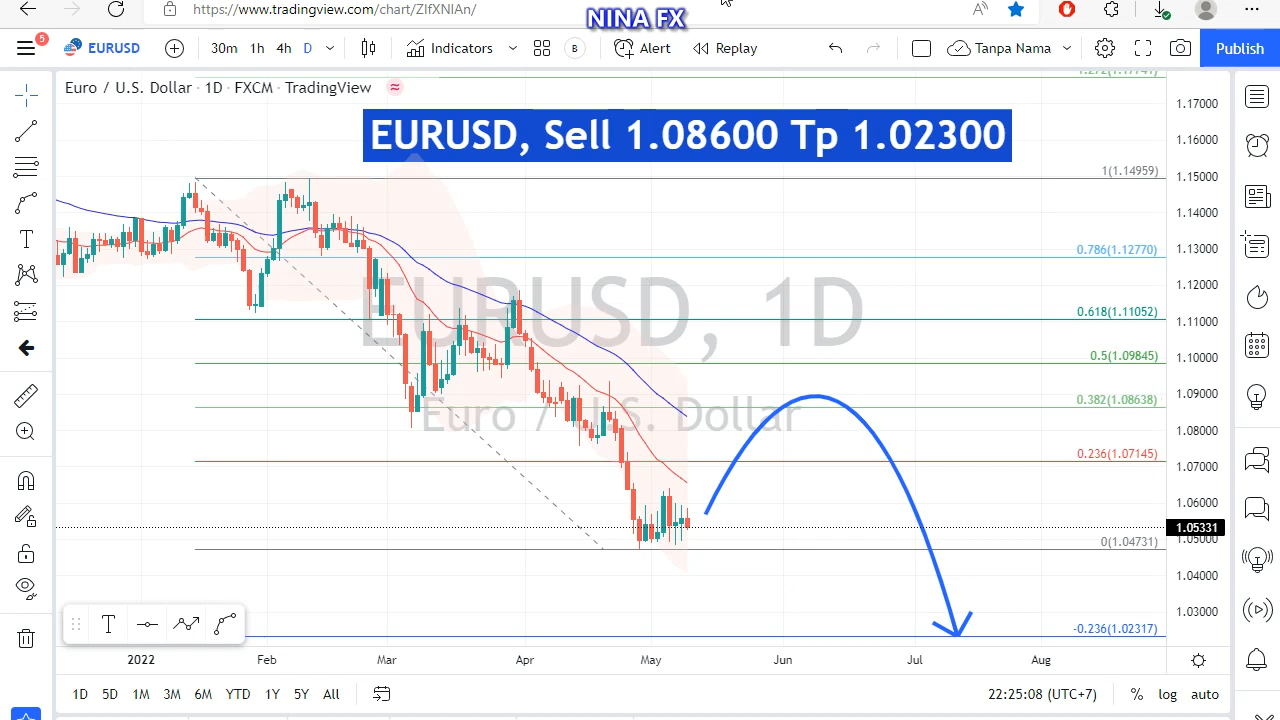 https://www.tradingview.com/chart/ZIfXNIAn/
NINA FX
5
EURUSD
30m 1h 4h D
Indicators
B
Alert
Replay
Tanpa Nama
Publish
Euro / U.S. Dollar · 1D · FXCM · TradingView
EURUSD, Sell 1.08600 Tp 1.02300
EURUSD, 1D
Euro / U.S. Dollar
1.272(1.17741)
1(1.14959)
0.786(1.12770)
0.618(1.11052)
0.5(1.09845)
0.382(1.08638)
0.236(1.07145)
0(1.04731)
-0.236(1.02317)
1.17000
1.16000
1.15000
1.14000
1.13000
1.12000
1.11000
1.10000
1.09000
1.08000
1.07000
1.06000
1.05331
1.05000
1.04000
1.03000
T
2022 Feb Mar Apr May Jun Jul Aug
1D 5D 1M 3M 6M YTD 1Y 5Y All
22:25:08 (UTC+7) % log auto